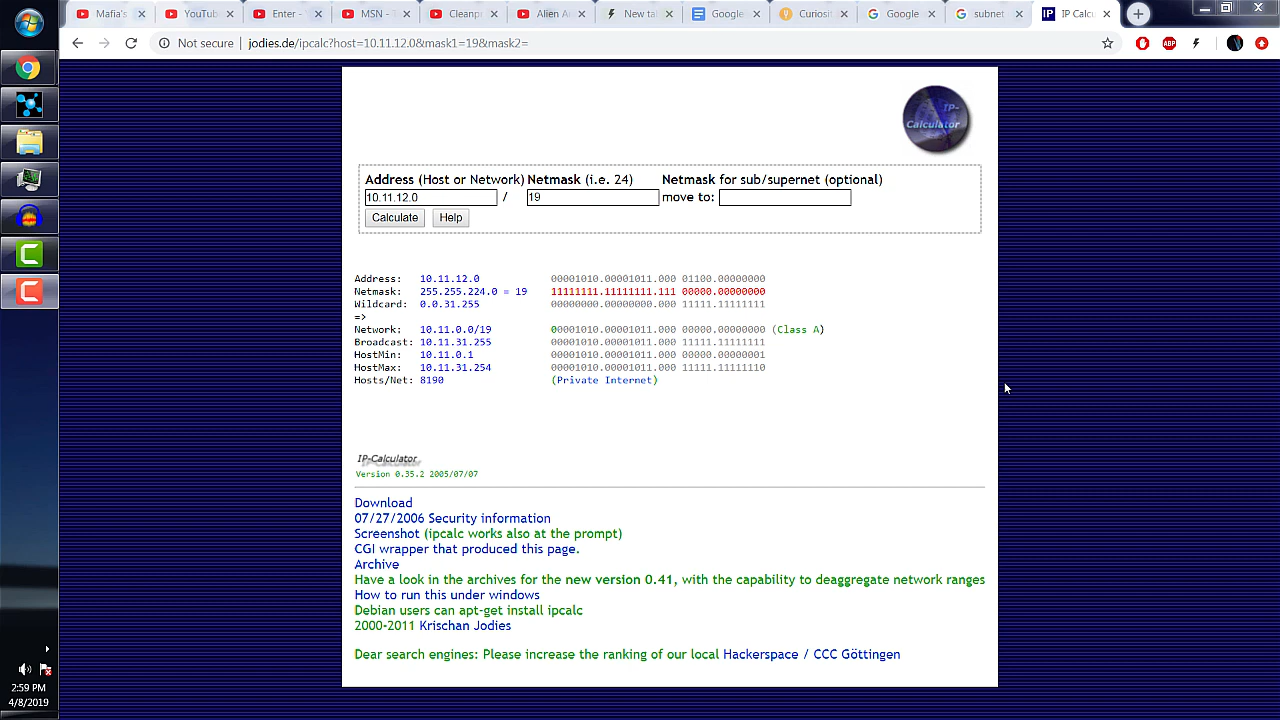 Mafia's
YouTub
Enter -
MSN - T
Clearpr
Alien A
New ta
Google
Curiosit
Google
subnet
IP Calcu
Not secure
jodies.de/ipcalc?host=10.11.12.0&mask1=19&mask2=
IP-Calculator
Address (Host or Network) Netmask (i.e. 24) Netmask for sub/supernet (optional)
10.11.12.0 / 19 move to:
Calculate Help
Address: 10.11.12.0 00001010.00001011.000 01100.00000000
Netmask: 255.255.224.0 = 19 11111111.11111111.111 00000.00000000
Wildcard: 0.0.31.255 00000000.00000000.000 11111.11111111
=>
Network: 10.11.0.0/19 00001010.00001011.000 00000.00000000 (Class A)
Broadcast: 10.11.31.255 00001010.00001011.000 11111.11111111
HostMin: 10.11.0.1 00001010.00001011.000 00000.00000001
HostMax: 10.11.31.254 00001010.00001011.000 11111.11111110
Hosts/Net: 8190 (Private Internet)
IP-Calculator
Version 0.35.2 2005/07/07
Download
07/27/2006 Security information
Screenshot (ipcalc works also at the prompt)
CGI wrapper that produced this page.
Archive
Have a look in the archives for the new version 0.41, with the capability to deaggregate network ranges
How to run this under windows
Debian users can apt-get install ipcalc
2000-2011 Krischan Jodies
Dear search engines: Please increase the ranking of our local Hackerspace / CCC Göttingen
2:59 PM
4/8/2019